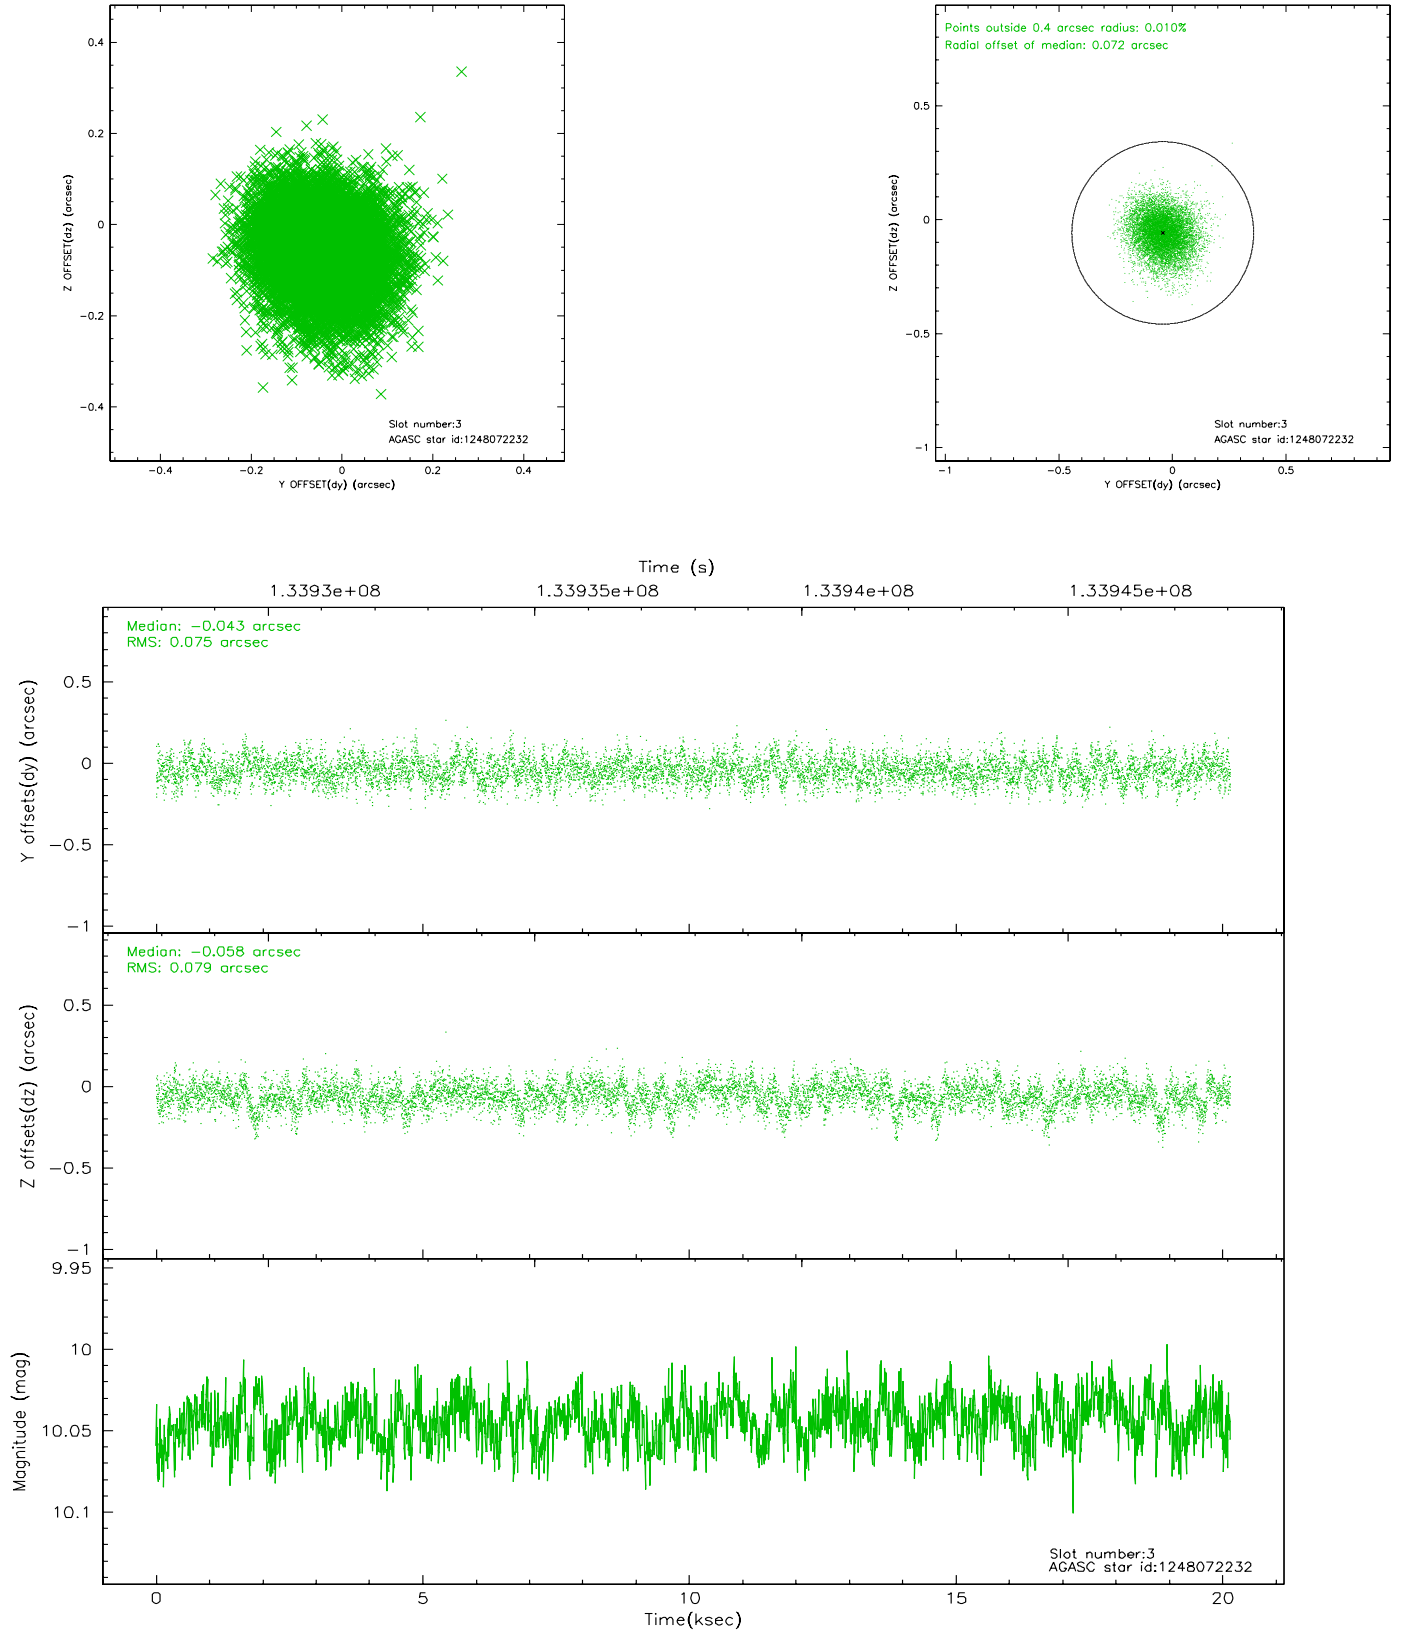 0.4
0.2
0
-0.2
-0.4
Z OFFSET(dz) (arcsec)
Slot number:3
AGASC star id:1248072232
-0.4 -0.2 0 0.2 0.4
Y OFFSET(dy) (arcsec)
Points outside 0.4 arcsec radius: 0.010%
Radial offset of median: 0.072 arcsec
0.5
0
-0.5
-1
Z OFFSET(dz) (arcsec)
Slot number:3
AGASC star id:1248072232
-1 -0.5 0 0.5
Y OFFSET(dy) (arcsec)
Time (s)
1.3393e+08 1.33935e+08 1.3394e+08 1.33945e+08
Median: -0.043 arcsec
RMS: 0.075 arcsec
0.5
0
-0.5
-1
Y offsets(dy) (arcsec)
Median: -0.058 arcsec
RMS: 0.079 arcsec
0.5
0
-0.5
-1
Z offsets(dz) (arcsec)
9.95
10
10.05
10.1
Magnitude (mag)
Slot number:3
AGASC star id:1248072232
0 5 10 15 20
Time(ksec)